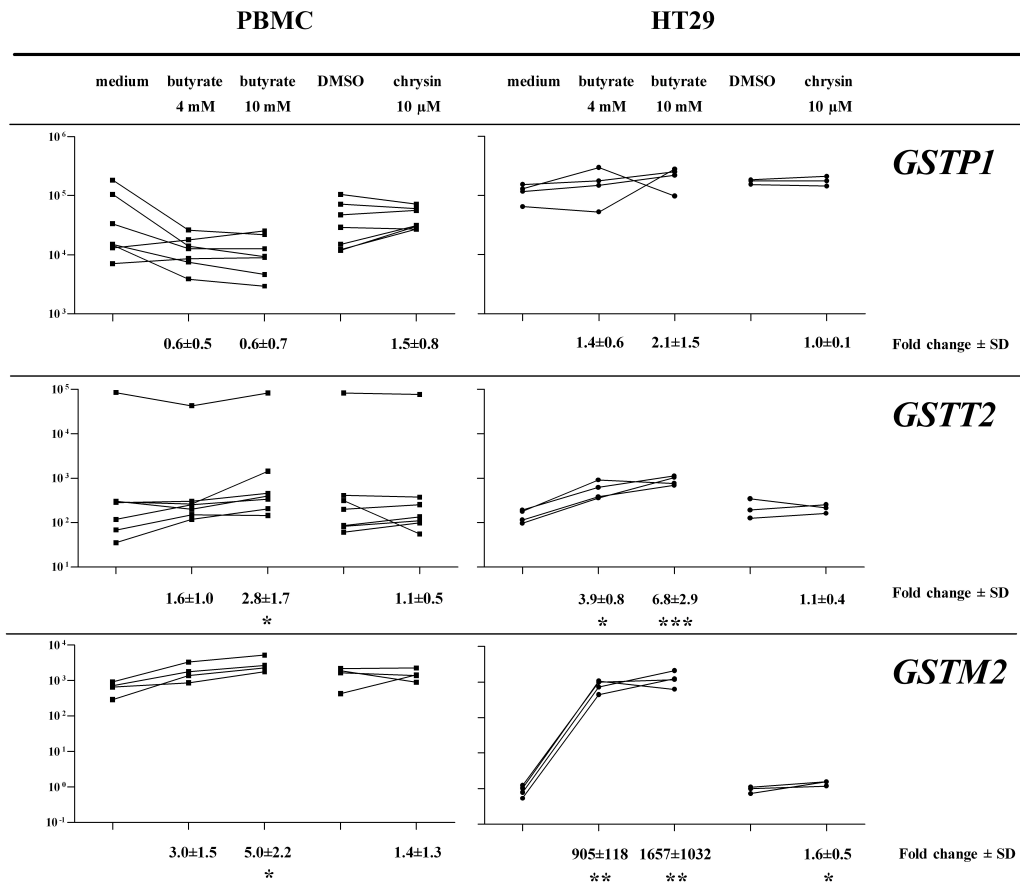 PBMC HT29
medium butyrate 4 mM butyrate 10 mM DMSO chrysin 10 µM medium butyrate 4 mM butyrate 10 mM DMSO chrysin 10 µM
GSTP1
10^6
10^5
10^4
10^3
0.6±0.5 0.6±0.7 1.5±0.8 1.4±0.6 2.1±1.5 1.0±0.1 Fold change ± SD
GSTT2
10^5
10^4
10^3
10^2
10^1
1.6±1.0 2.8±1.7 1.1±0.5 3.9±0.8 6.8±2.9 1.1±0.4 Fold change ± SD
* * ***
GSTM2
10^4
10^3
10^2
10^1
10^0
10^-1
3.0±1.5 5.0±2.2 1.4±1.3 905±118 1657±1032 1.6±0.5 Fold change ± SD
* ** ** *